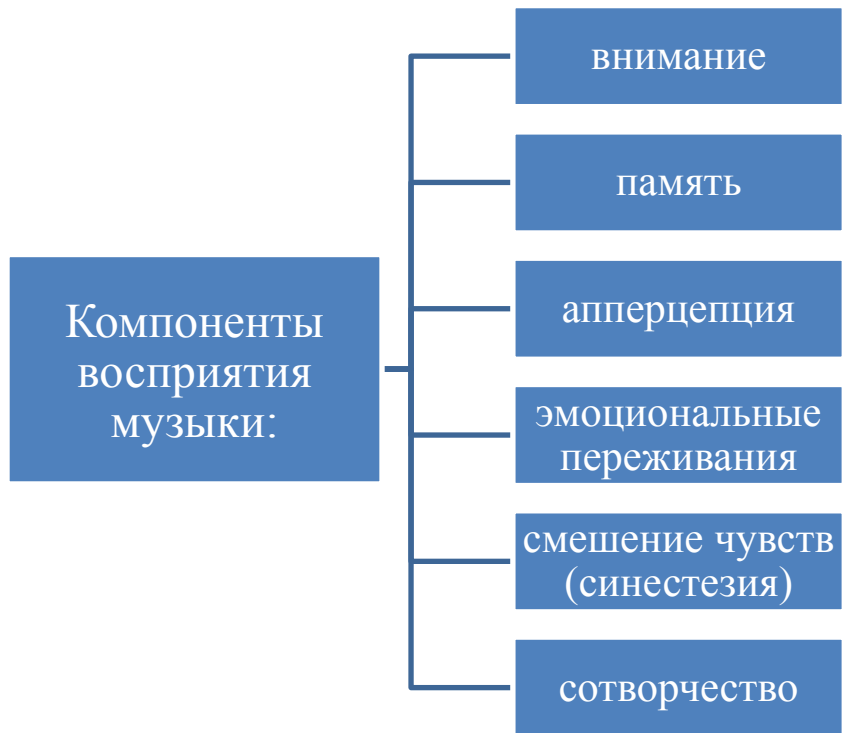 Компоненты
восприятия
музыки:
внимание
память
апперцепция
эмоциональные
переживания
смешение чувств
(синестезия)
сотворчество